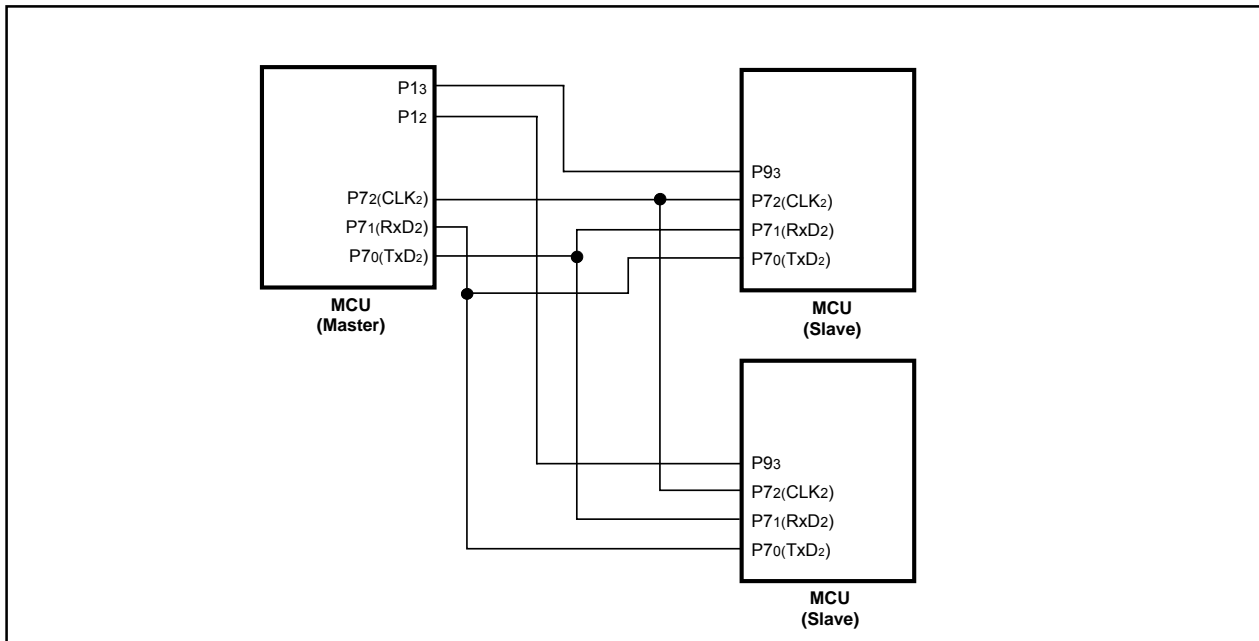 P13
P12
P72(CLK2)
P71(RxD2)
P70(TxD2)
MCU
(Master)
P93
P72(CLK2)
P71(RxD2)
P70(TxD2)
MCU
(Slave)
P93
P72(CLK2)
P71(RxD2)
P70(TxD2)
MCU
(Slave)